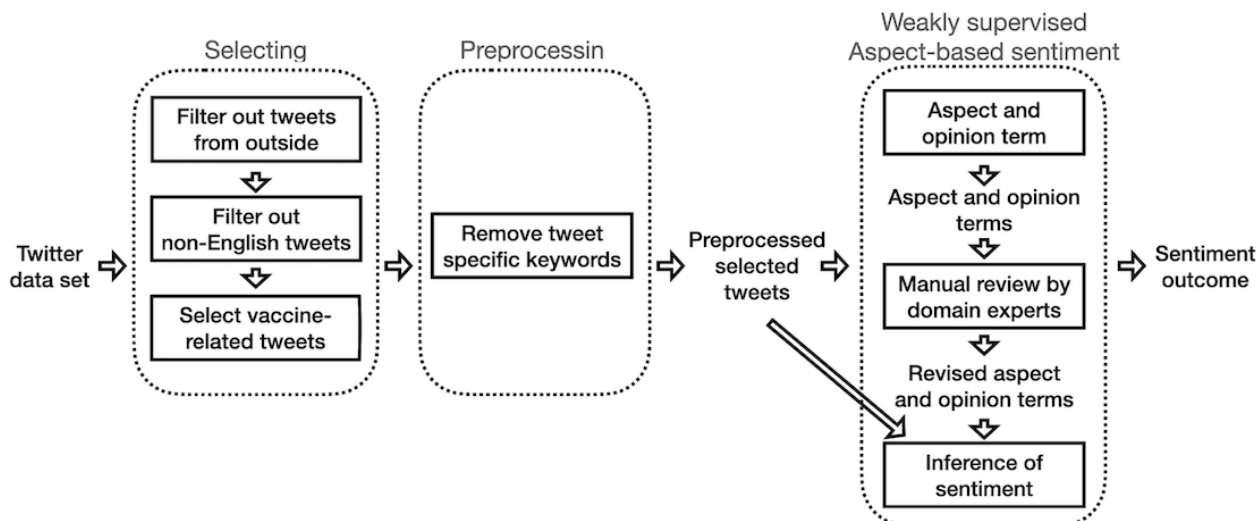 Twitter
data set
Selecting
Filter out tweets
from outside
Filter out
non-English tweets
Select vaccine-
related tweets
Preprocessin
Remove tweet
specific keywords
Preprocessed
selected
tweets
Weakly supervised
Aspect-based sentiment
Aspect and
opinion term
Aspect and opinion
terms
Manual review by
domain experts
Revised aspect
and opinion terms
Inference of
sentiment
Sentiment
outcome